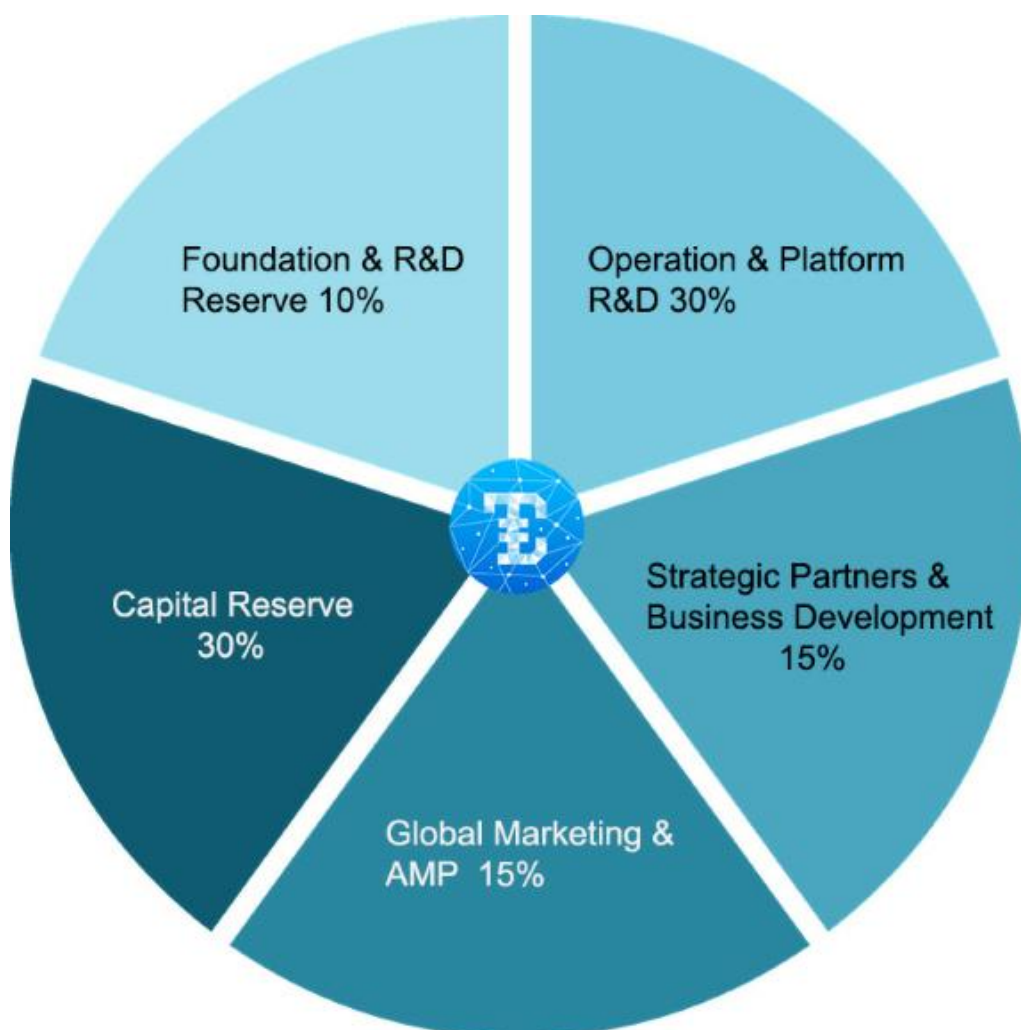 Foundation & R&D
Reserve 10%
Operation & Platform
R&D 30%
Strategic Partners &
Business Development
15%
Global Marketing &
AMP 15%
Capital Reserve
30%